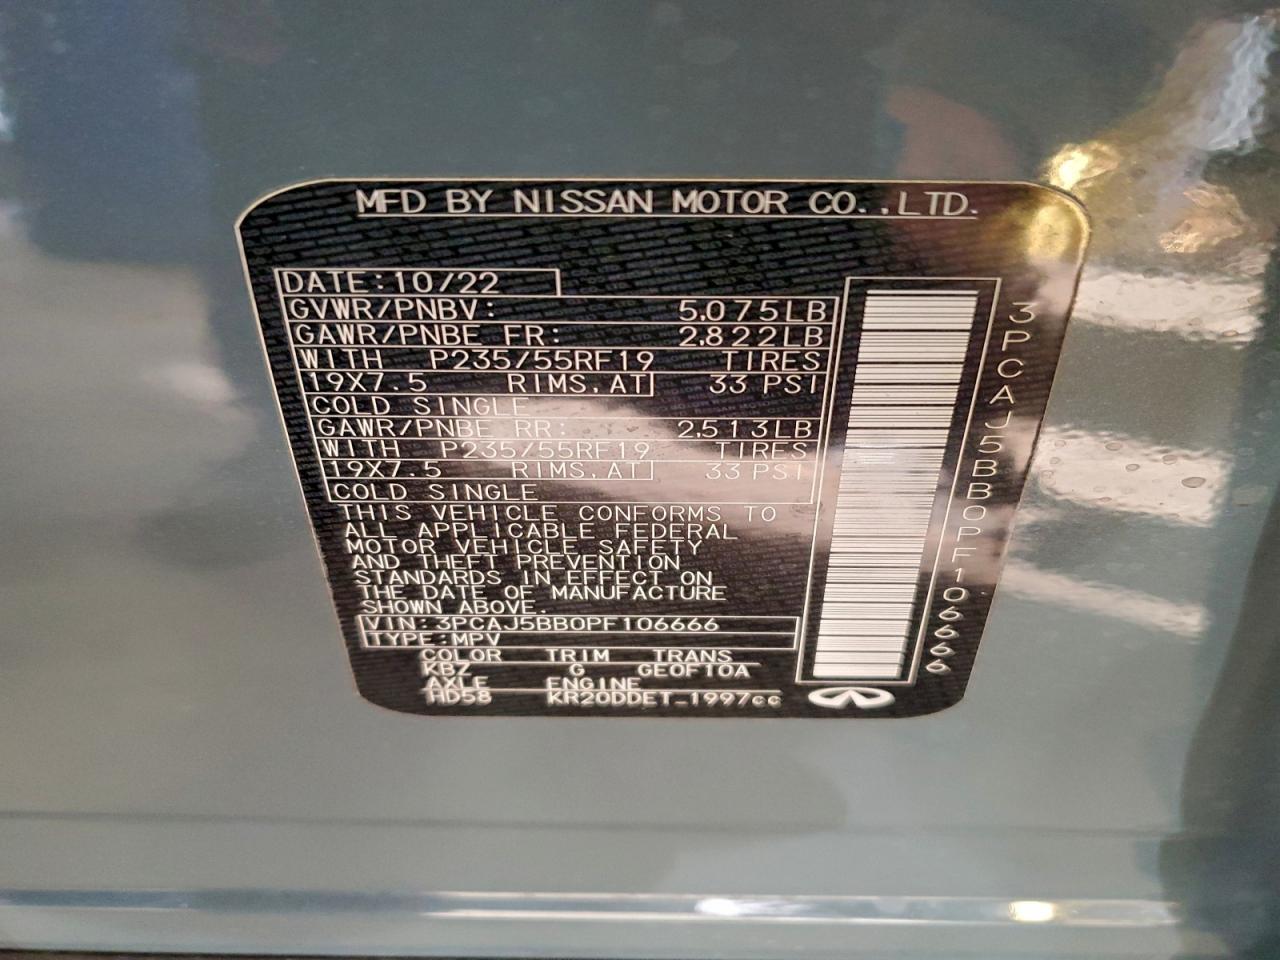 MFD BY NISSAN MOTOR CO.,LTD.
DATE:10/22
GVWR/PNBV: 5,075LB
GAWR/PNBE FR: 2,822LB
WITH P235/55RF19 TIRES
19X7.5 RIMS,AT 33 PSI
COLD SINGLE
GAWR/PNBE RR: 2,513LB
WITH P235/55RF19 TIRES
19X7.5 RIMS,AT 33 PSI
COLD SINGLE
THIS VEHICLE CONFORMS TO
ALL APPLICABLE FEDERAL
MOTOR VEHICLE SAFETY
AND THEFT PREVENTION
STANDARDS IN EFFECT ON
THE DATE OF MANUFACTURE
SHOWN ABOVE.
VIN:3PCAJ5BB0PF106666
TYPE:MPV
COLOR TRIM TRANS
KBZ G GE0F10A
AXLE ENGINE
HD58 KR20DDET_1997cc
3PCAJ5BB0PF106666